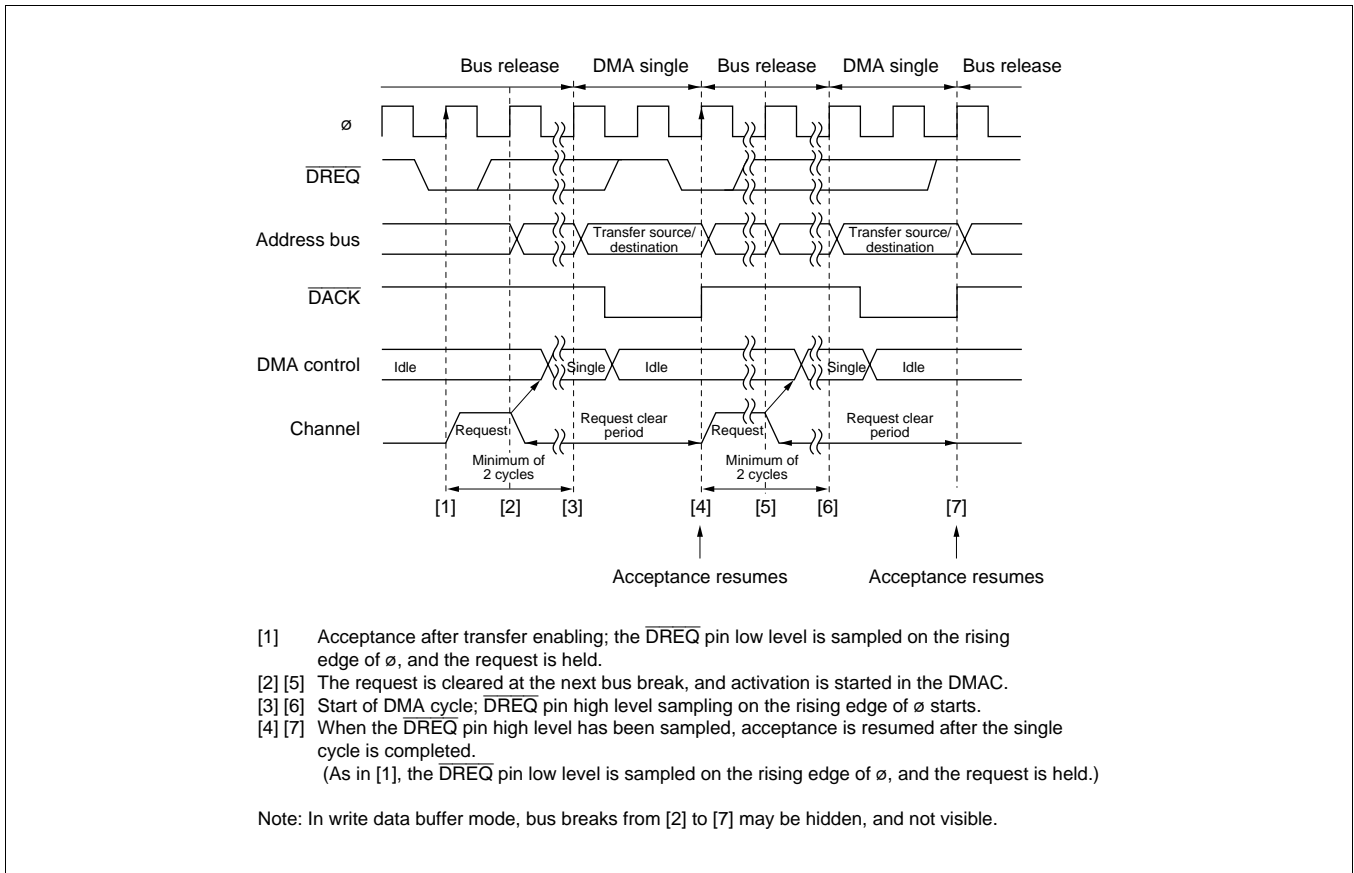 Bus release DMA single Bus release DMA single Bus release
ø
DREQ
Address bus
Transfer source/ destination
Transfer source/ destination
DACK
DMA control
Idle Single Idle Single Idle
Channel
Request
Request clear period
Request
Request clear period
Minimum of 2 cycles
Minimum of 2 cycles
[1] [2] [3] [4] [5] [6] [7]
Acceptance resumes Acceptance resumes
[1] Acceptance after transfer enabling; the DREQ pin low level is sampled on the rising
edge of ø, and the request is held.
[2] [5] The request is cleared at the next bus break, and activation is started in the DMAC.
[3] [6] Start of DMA cycle; DREQ pin high level sampling on the rising edge of ø starts.
[4] [7] When the DREQ pin high level has been sampled, acceptance is resumed after the single
cycle is completed.
(As in [1], the DREQ pin low level is sampled on the rising edge of ø, and the request is held.)
Note: In write data buffer mode, bus breaks from [2] to [7] may be hidden, and not visible.